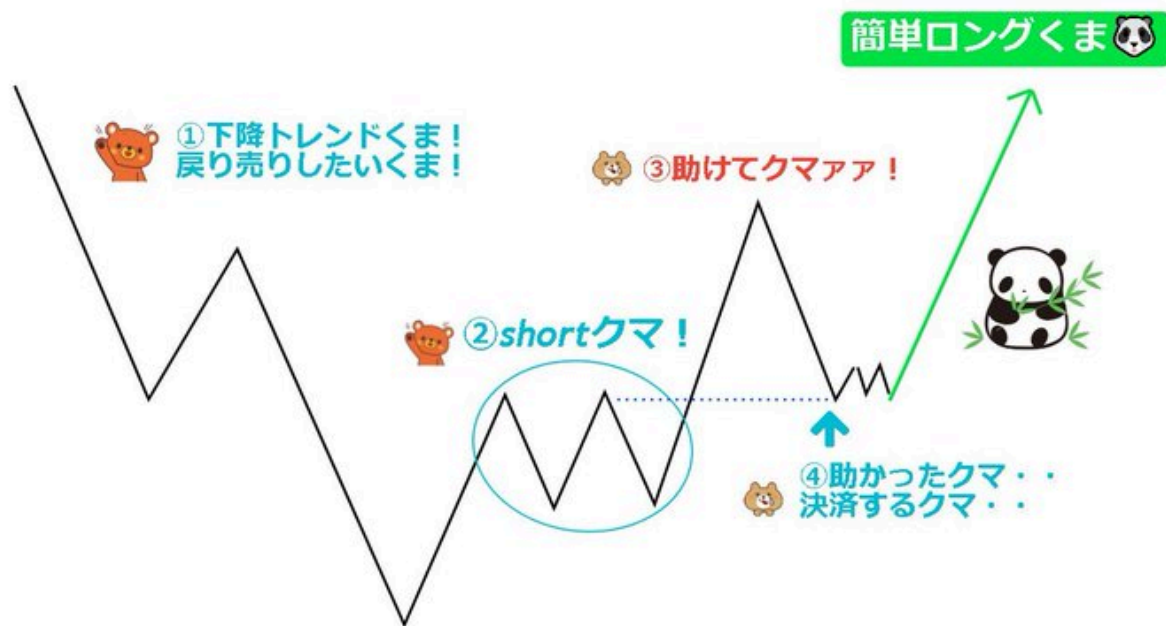 簡単ロングくま
①下降トレンドくま！
戻り売りしたいくま！
③助けてクマァァ！
②shortクマ！
④助かったクマ・・
決済するクマ・・